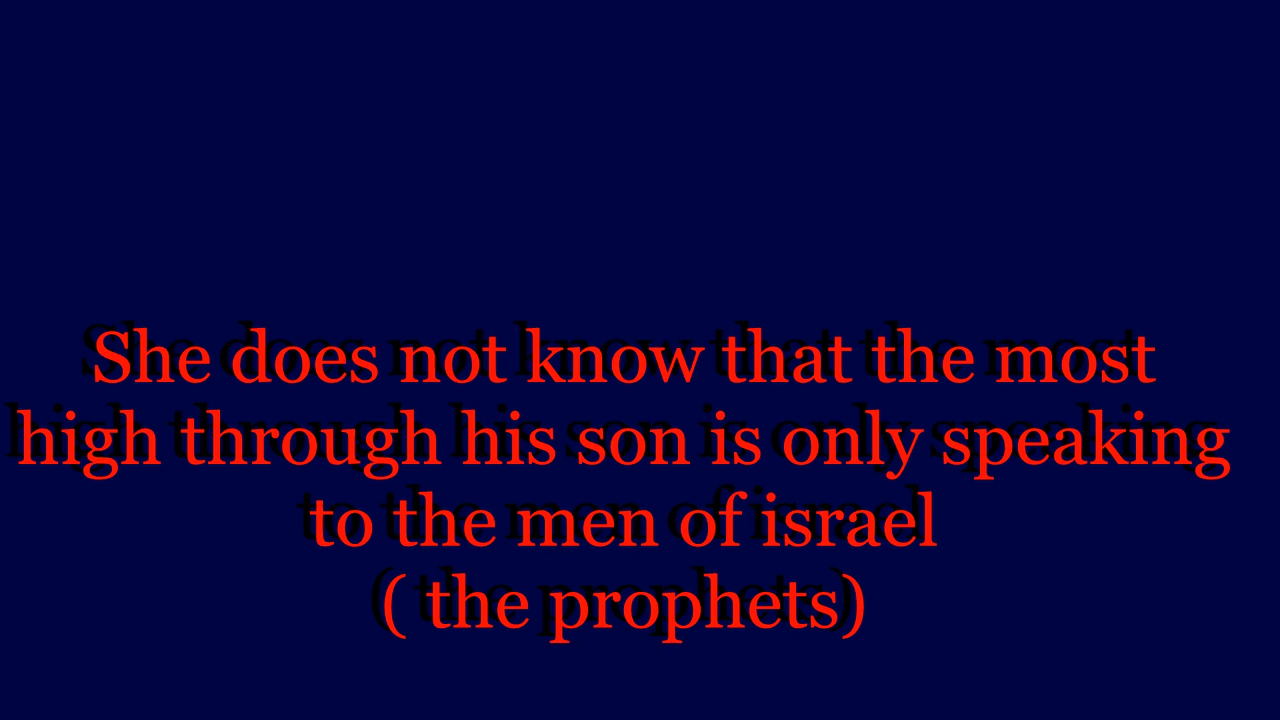 She does not know that the most
high through his son is only speaking
to the men of israel
( the prophets)